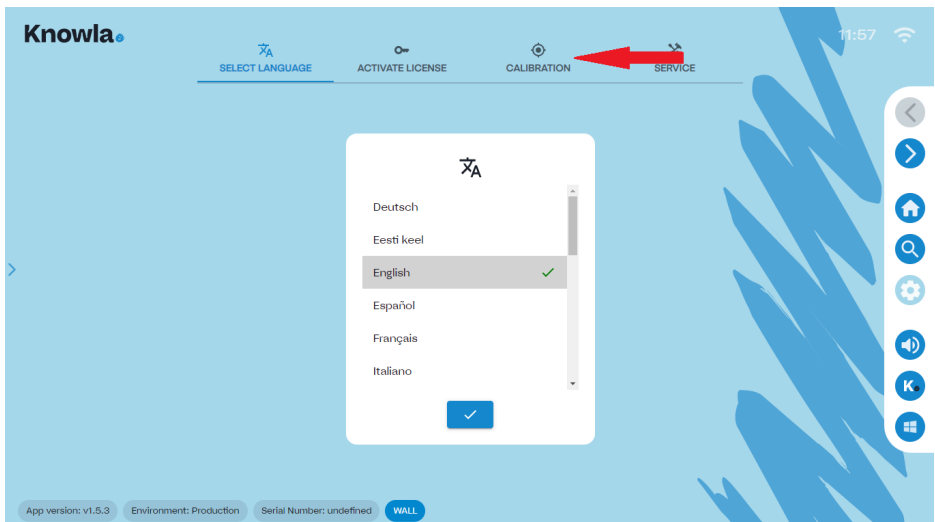 Knowla
11:57
SELECT LANGUAGE
ACTIVATE LICENSE
CALIBRATION
SERVICE
Deutsch
Eesti keel
English
Español
Français
Italiano
K.
App version: v1.5.3
Environment: Production
Serial Number: undefined
WALL